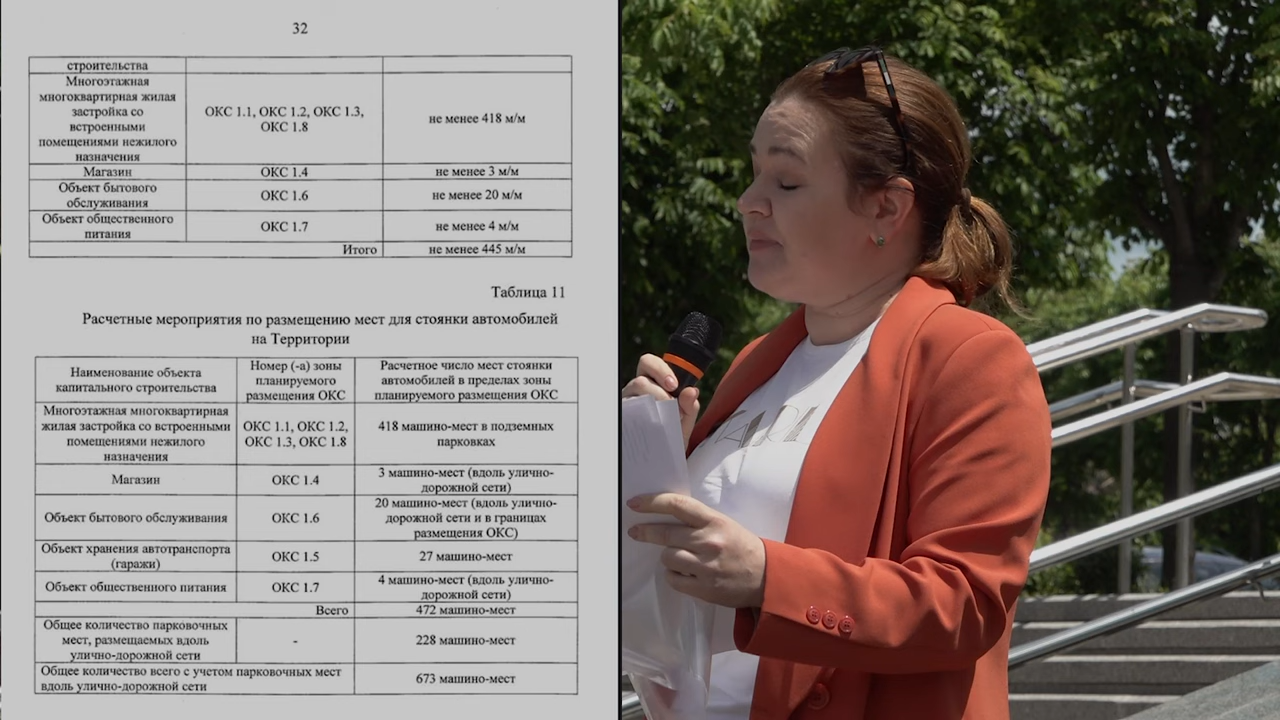 32
строительства
Многоэтажная
многоквартирная жилая
застройка со
встроенными
помещениями нежилого
назначения
ОКС 1.1, ОКС 1.2, ОКС 1.3,
ОКС 1.8
не менее 418 м/м
Магазин
ОКС 1.4
не менее 3 м/м
Объект бытового
обслуживания
ОКС 1.6
не менее 20 м/м
Объект общественного
питания
ОКС 1.7
не менее 4 м/м
Итого
не менее 445 м/м
Таблица 11
Расчетные мероприятия по размещению мест для стоянки автомобилей
на Территории
Наименование объекта
капитального строительства
Номер (-а) зоны
планируемого
размещения ОКС
Расчетное число мест стоянки
автомобилей в пределах зоны
планируемого размещения ОКС
Многоэтажная многоквартирная
жилая застройка со встроенными
помещениями нежилого
назначения
ОКС 1.1, ОКС 1.2,
ОКС 1.3, ОКС 1.8
418 машино-мест в подземных
парковках
Магазин
ОКС 1.4
3 машино-мест (вдоль улично-
дорожной сети)
Объект бытового обслуживания
ОКС 1.6
20 машино-мест (вдоль улично-
дорожной сети и в границах
размещения ОКС)
Объект хранения автотранспорта
(гаражи)
ОКС 1.5
27 машино-мест
Объект общественного питания
ОКС 1.7
4 машино-мест (вдоль улично-
дорожной сети)
Всего
472 машино-мест
Общее количество парковочных
мест, размещаемых вдоль
улично-дорожной сети
-
228 машино-мест
Общее количество всего с учетом парковочных мест
вдоль улично-дорожной сети
673 машино-мест